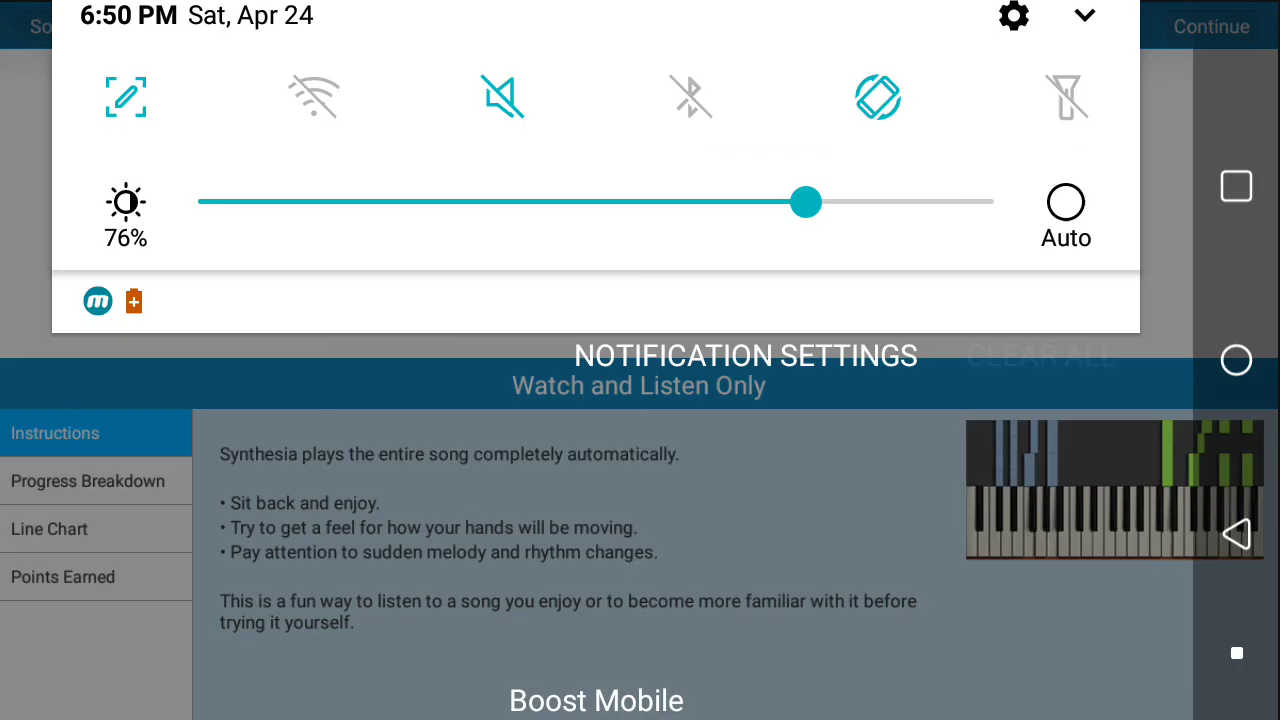 6:50 PM Sat, Apr 24
So
Continue
76%
Auto
m
NOTIFICATION SETTINGS
CLEAR ALL
Watch and Listen Only
Instructions
Progress Breakdown
Line Chart
Points Earned
Synthesia plays the entire song completely automatically.
• Sit back and enjoy.
• Try to get a feel for how your hands will be moving.
• Pay attention to sudden melody and rhythm changes.
This is a fun way to listen to a song you enjoy or to become more familiar with it before
trying it yourself.
Boost Mobile